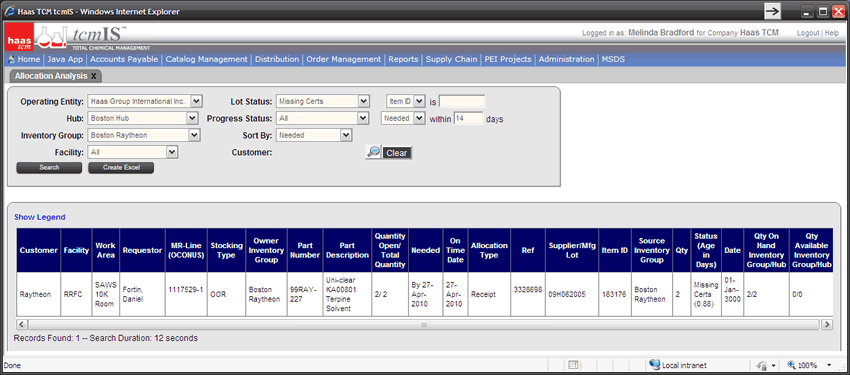 Haas TCM tcmIS - Windows Internet Explorer
haas tcm tcmIS TOTAL CHEMICAL MANAGEMENT
Logged in as: Melinda Bradford for Company Haas TCM Logout | Help
Home Java App Accounts Payable Catalog Management Distribution Order Management Reports Supply Chain PEI Projects Administration MSDS
Allocation Analysis X
Operating Entity: Haas Group International Inc. Lot Status: Missing Certs Item ID is
Hub: Boston Hub Progress Status: All Needed within 14 days
Inventory Group: Boston Raytheon Sort By: Needed
Facility: All Customer: Clear
Search Create Excel
Show Legend
Customer Facility Work Area Requestor MR-Line (OCONUS) Stocking Type Owner Inventory Group Part Number Part Description Quantity Open/ Total Quantity Needed On Time Date Allocation Type Ref Supplier/Mfg Lot Item ID Source Inventory Group Qty Status (Age in Days) Date Qty On Hand Inventory Group/Hub Qty Available Inventory Group/Hub
Raytheon RRFC SAWS 10K Room Fortin, Daniel 1117529-1 OOR Boston Raytheon 99RAY-227 Uni-clear KA00801 Terpine Solvent 2/ 2 By 27-Apr-2010 27-Apr-2010 Receipt 3328698 09H062005 163176 Boston Raytheon 2 Missing Certs (0.88) 01-Jan-3000 2/2 0/0
Records Found: 1 -- Search Duration: 12 seconds
Done Local intranet 100%